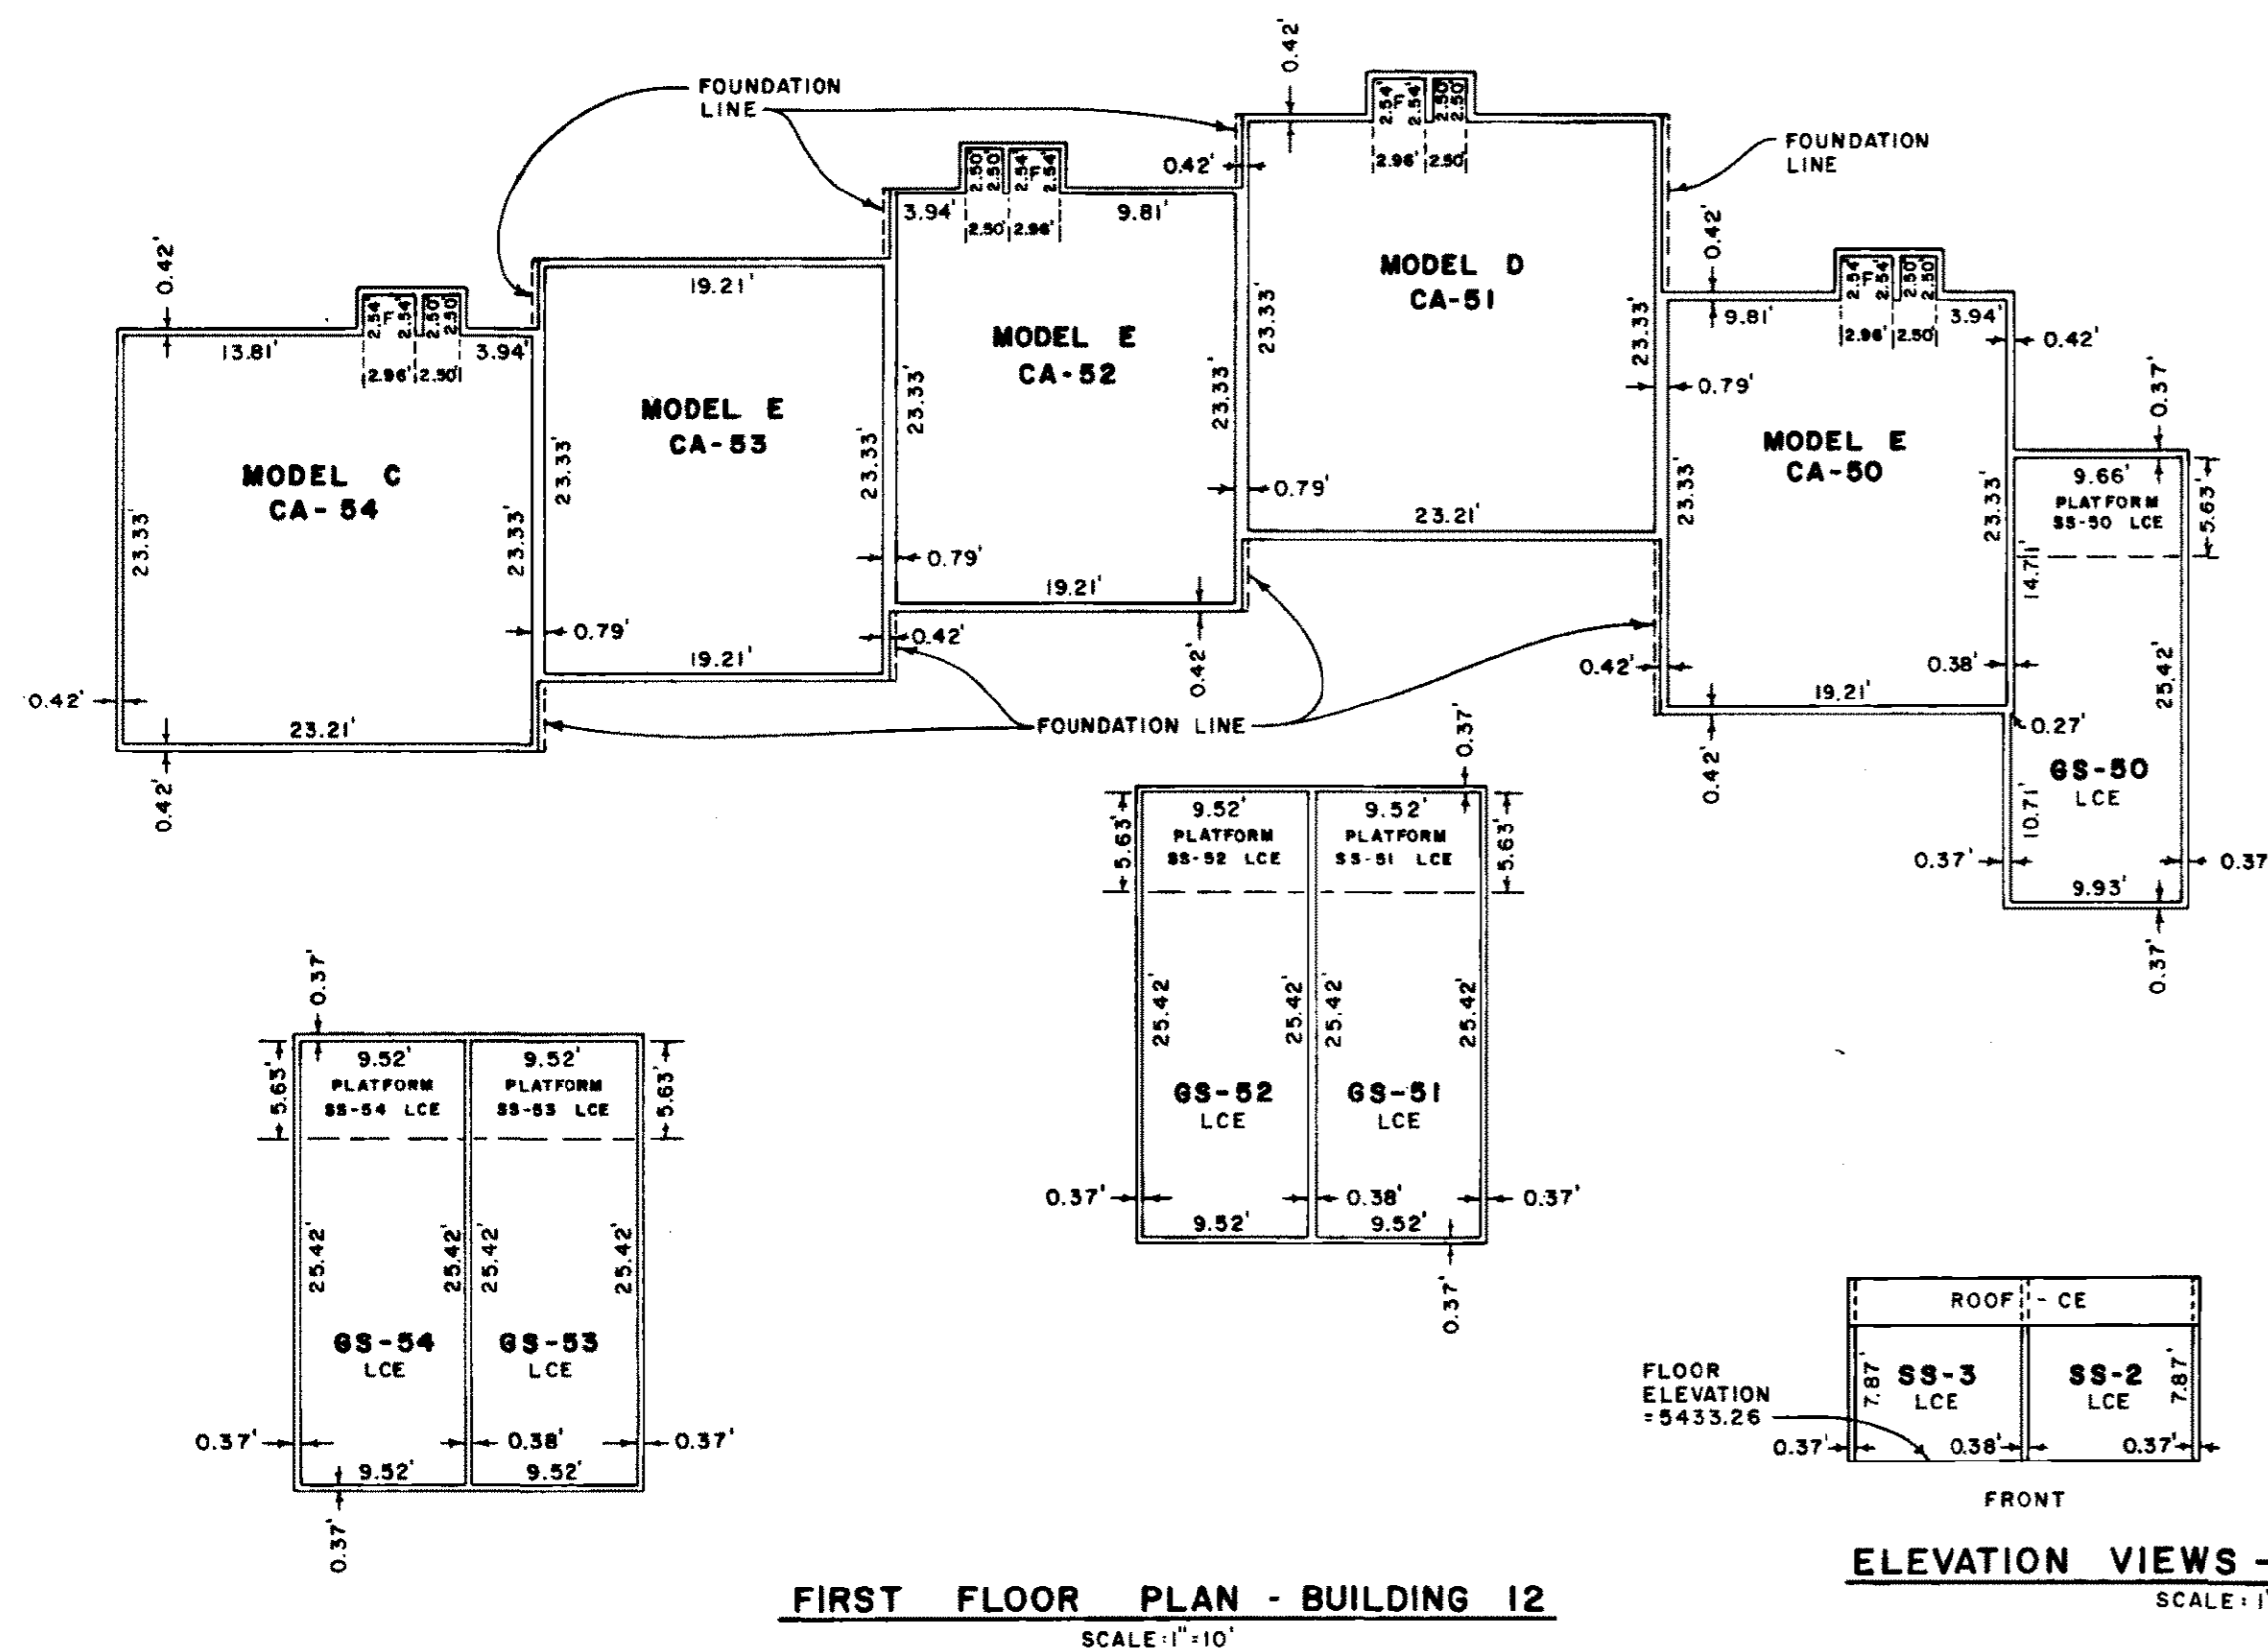 FOUNDATION
LINE
0.42'
2.54' F 2.54' 2.50' 2.50'
2.96' 2.50'
FOUNDATION
LINE
0.42'
MODEL D
CA-51
23.33'
23.33'
0.79'
23.21'
2.50' 2.50' 2.54' F 2.54'
3.94' 9.81'
2.50' 2.96'
MODEL E
CA-52
23.33'
23.33'
0.79'
0.79'
19.21'
0.42'
19.21'
MODEL E
CA-53
23.33'
23.33'
0.79'
0.42'
19.21'
0.42'
2.54' F 2.54' 2.50' 2.50'
13.81' 3.94'
2.96' 2.50'
MODEL C
CA-54
23.33'
23.33'
0.42'
23.21'
0.42'
0.42'
2.54' F 2.54' 2.50' 2.50'
9.81' 3.94'
2.96' 2.50'
0.42'
MODEL E
CA-50
23.33'
23.33'
0.42'
0.38'
19.21'
0.42'
0.27'
FOUNDATION LINE
0.37'
9.66'
PLATFORM
SS-50 LCE
5.63'
14.71'
25.42'
GS-50
LCE
10.71'
0.37'
0.37
9.93'
0.37'
0.37'
9.52' 9.52'
PLATFORM PLATFORM
SS-52 LCE SS-51 LCE
5.63' 5.63'
25.42' 25.42' 25.42' 25.42'
GS-52 GS-51
LCE LCE
0.37' 0.38' 0.37'
9.52' 9.52'
0.37'
0.37'
9.52' 9.52'
PLATFORM PLATFORM
SS-54 LCE SS-53 LCE
5.63' 5.63'
25.42' 25.42' 25.42' 25.42'
GS-54 GS-53
LCE LCE
0.37' 0.38' 0.37'
9.52' 9.52'
0.37'
ROOF - CE
FLOOR
ELEVATION
=5433.26
7.87' SS-3 SS-2 7.87'
LCE LCE
0.37' 0.38' 0.37'
FRONT
ELEVATION VIEWS -
SCALE: 1"
FIRST FLOOR PLAN - BUILDING 12
SCALE: 1"=10'